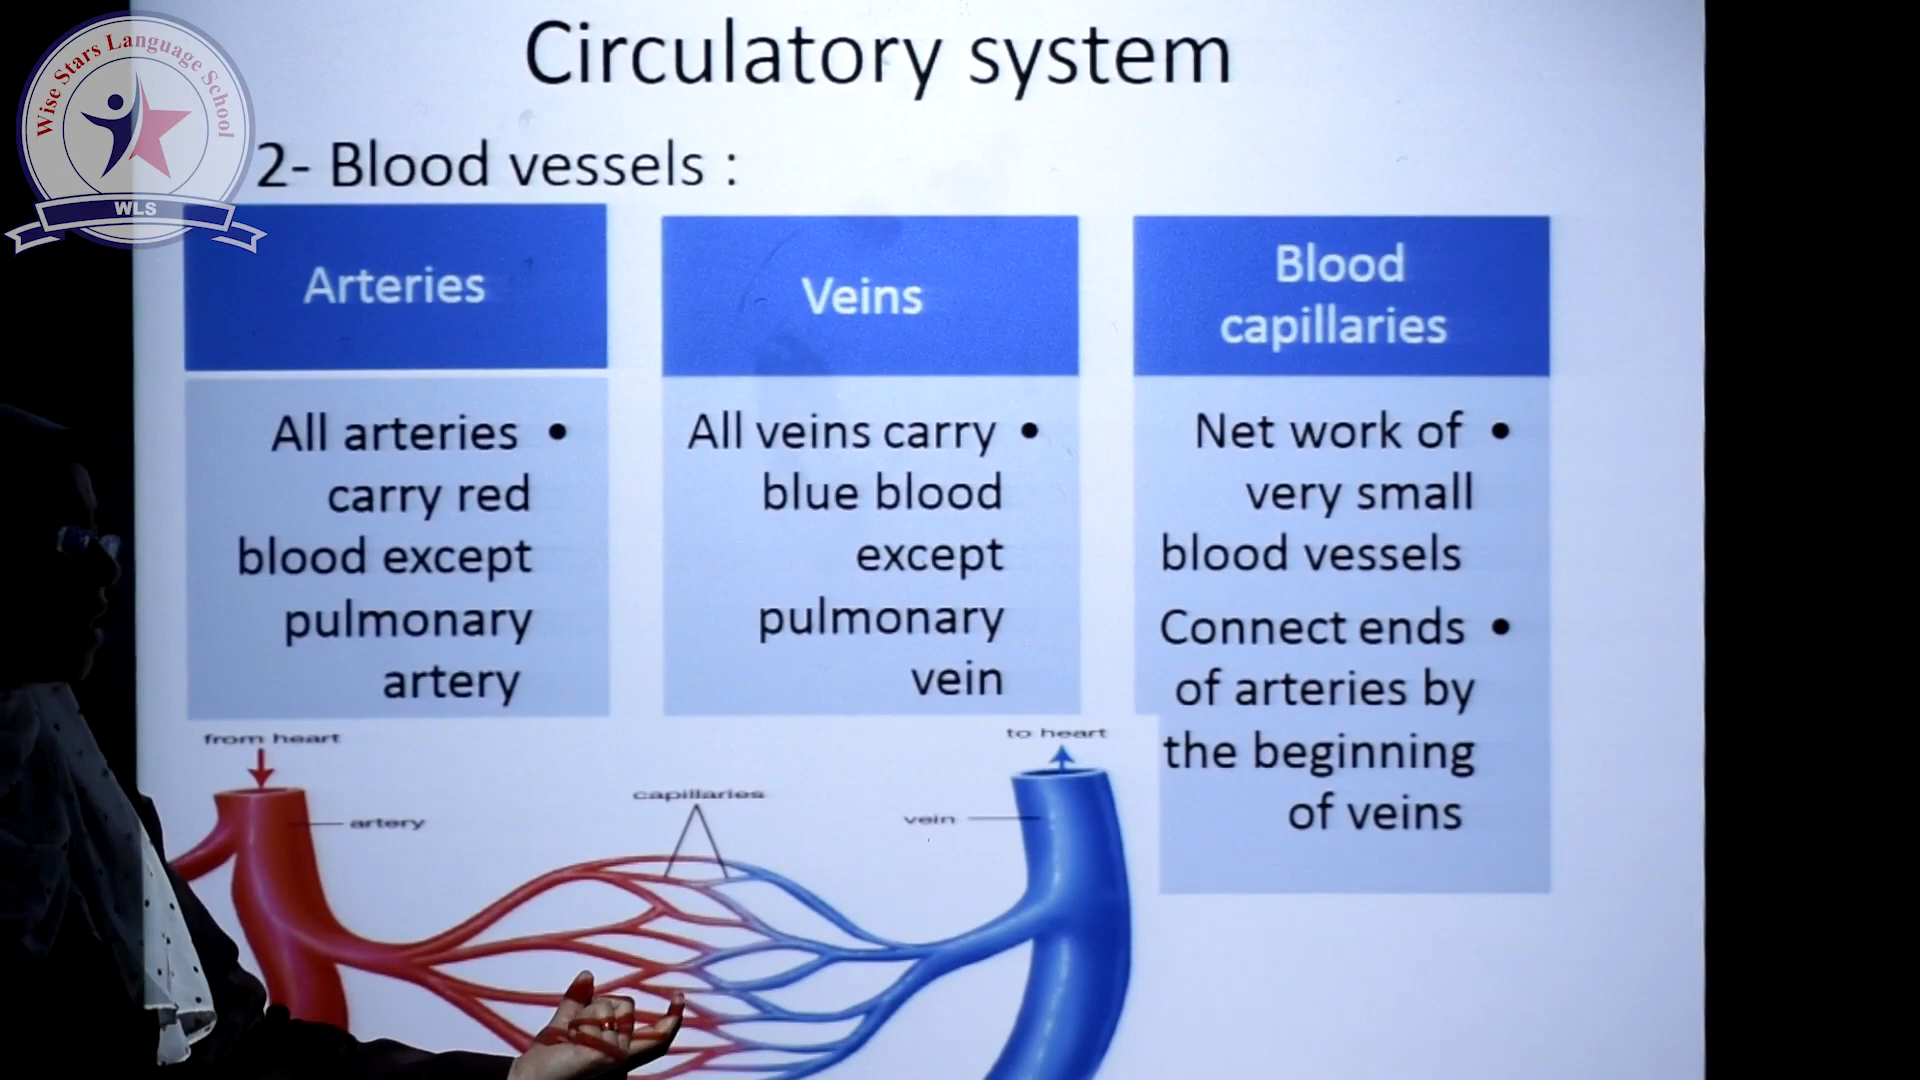 Wise Stars Language School
WLS
Circulatory system
2- Blood vessels :
Arteries
All arteries •
carry red
blood except
pulmonary
artery
Veins
All veins carry •
blue blood
except
pulmonary
vein
Blood
capillaries
Net work of •
very small
blood vessels
Connect ends •
of arteries by
the beginning
of veins
from heart
artery
capillaries
to heart
vein